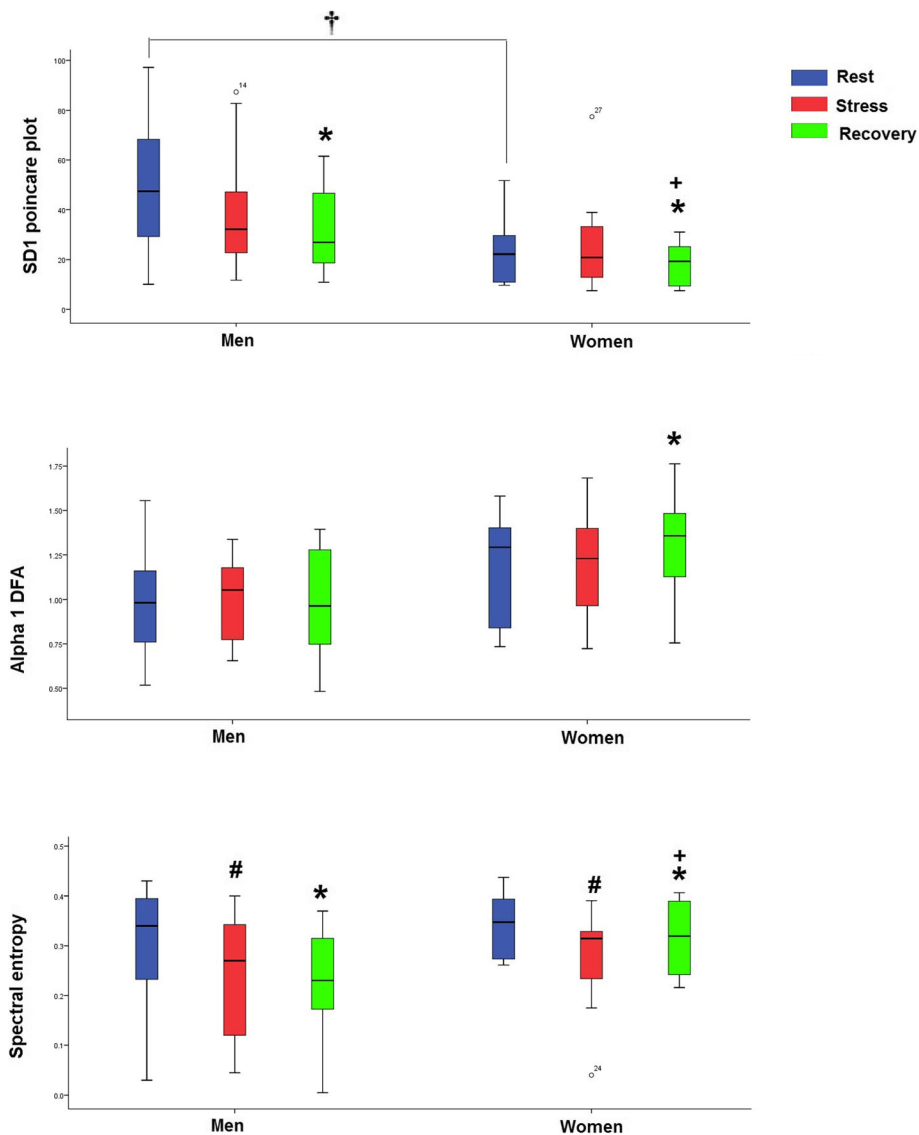 †
100
80
60
40
20
0
SD1 poincare plot
14
*
27
+
*
Men
Women
Rest
Stress
Recovery
1.75
1.50
1.25
1.00
0.75
0.50
Alpha 1 DFA
*
Men
Women
0.5
0.4
0.3
0.2
0.1
0.0
Spectral entropy
#
*
#
+
*
24
Men
Women